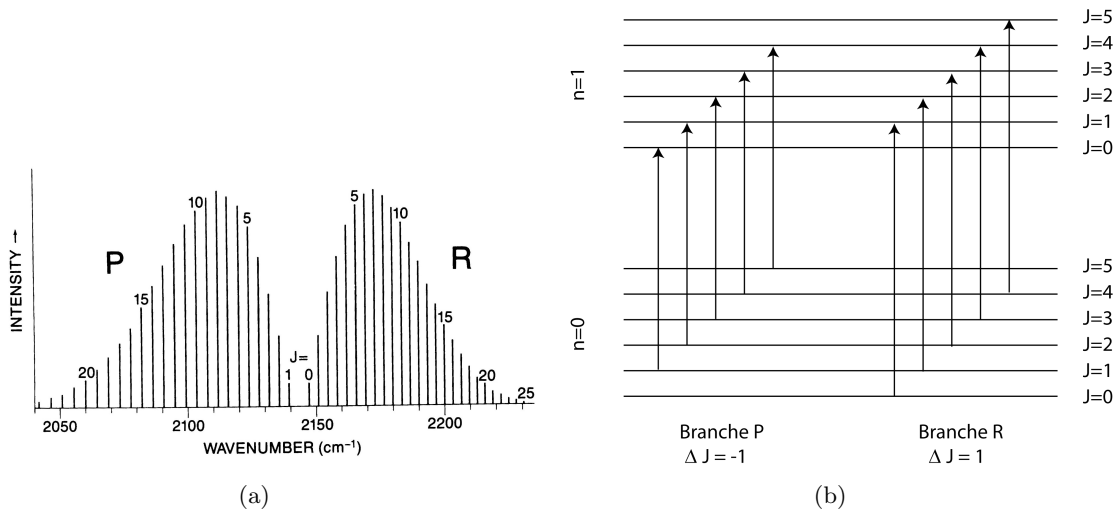 INTENSITY →
P
R
20
15
10
5
J=
1
0
5
10
15
20
25
2050
2100
2150
2200
WAVENUMBER (cm⁻¹)
(a)
n=1
J=5
J=4
J=3
J=2
J=1
J=0
n=0
J=5
J=4
J=3
J=2
J=1
J=0
Branche P
Δ J = -1
Branche R
Δ J = 1
(b)